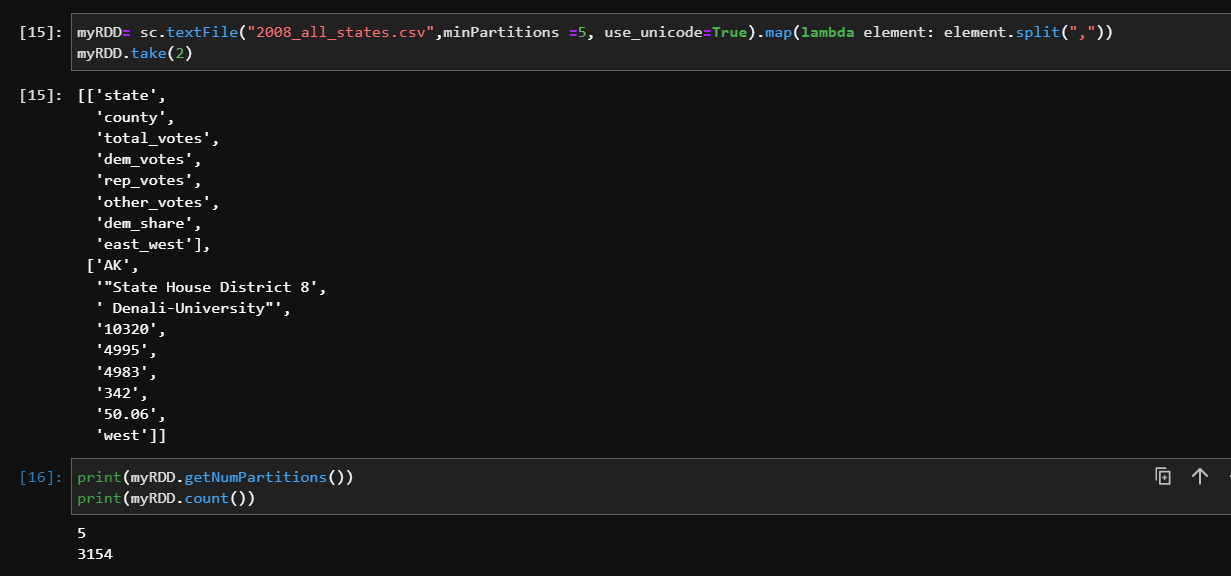 [15]: myRDD= sc.textFile("2008_all_states.csv",minPartitions =5, use_unicode=True).map(lambda element: element.split(","))
myRDD.take(2)
[15]: [['state',
'county',
'total_votes',
'dem_votes',
'rep_votes',
'other_votes',
'dem_share',
'east_west'],
['AK',
'"State House District 8',
' Denali-University"',
'10320',
'4995',
'4983',
'342',
'50.06',
'west']]
[16]: print(myRDD.getNumPartitions())
print(myRDD.count())
5
3154